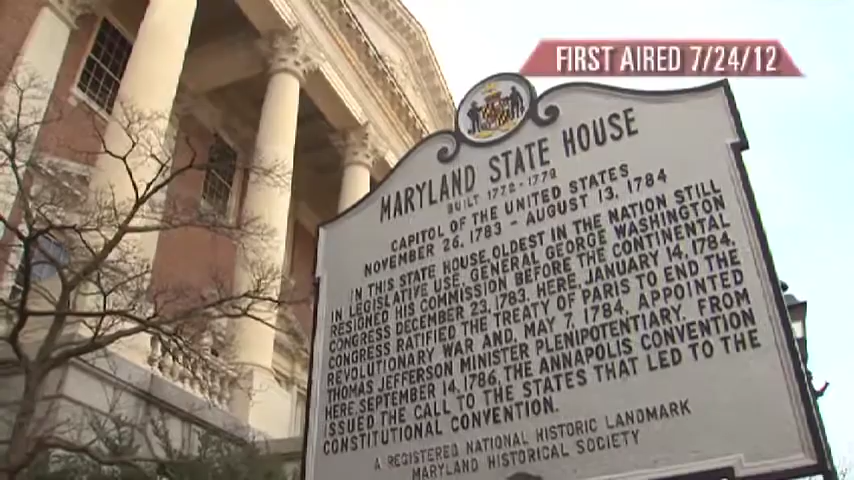 FIRST AIRED 7/24/12
MARYLAND STATE HOUSE
BUILT 1772-1779
CAPITOL OF THE UNITED STATES
NOVEMBER 26, 1783 - AUGUST 13, 1784
IN THIS STATE HOUSE, OLDEST IN THE NATION STILL
IN LEGISLATIVE USE, GENERAL GEORGE WASHINGTON
RESIGNED HIS COMMISSION BEFORE THE CONTINENTAL
CONGRESS DECEMBER 23, 1783. HERE, JANUARY 14, 1784,
CONGRESS RATIFIED THE TREATY OF PARIS TO END THE
REVOLUTIONARY WAR AND, MAY 7, 1784, APPOINTED
THOMAS JEFFERSON MINISTER PLENIPOTENTIARY. FROM
HERE, SEPTEMBER 14, 1786, THE ANNAPOLIS CONVENTION
ISSUED THE CALL TO THE STATES THAT LED TO THE
CONSTITUTIONAL CONVENTION.
A REGISTERED NATIONAL HISTORIC LANDMARK
MARYLAND HISTORICAL SOCIETY